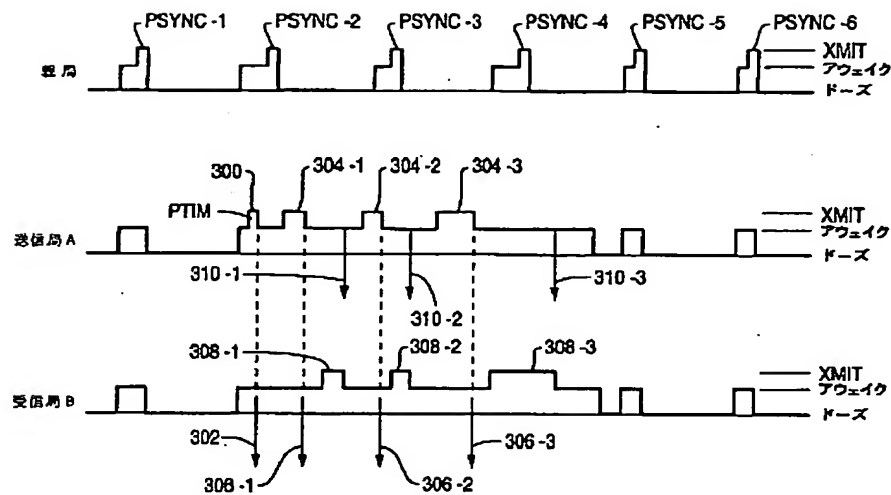 PSYNC-1 PSYNC-2 PSYNC-3 PSYNC-4 PSYNC-5 PSYNC-6
XMIT
アウェイク
親局
ドーズ
300 304-1 304-2 304-3
PTIM
XMIT
アウェイク
送信局A
ドーズ
310-1 310-2 310-3
308-1 308-2 308-3
XMIT
アウェイク
受信局B
ドーズ
302 306-1 306-2 306-3